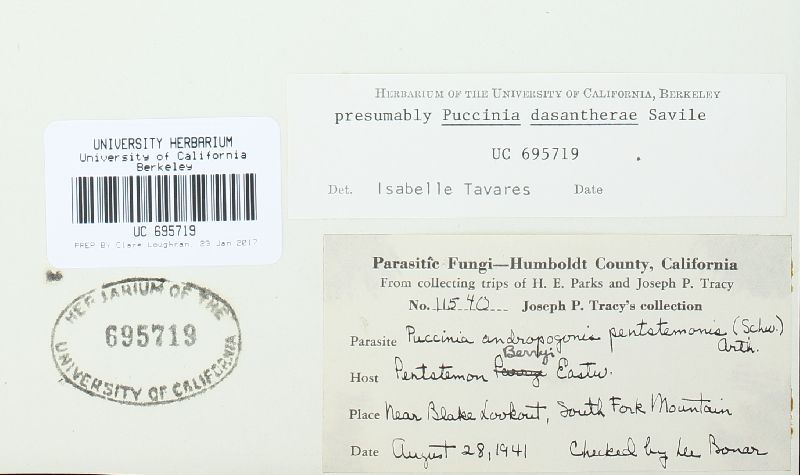 HERBARIUM OF THE UNIVERSITY OF CALIFORNIA, BERKELEY
presumably Puccinia dasantherae Savile
UC 695719
Det. Isabelle Tavares Date
UNIVERSITY HERBARIUM
University of California
Berkeley
UC 695719
PREP BY Clare Loughran, 23 Jan 2017
HERBARIUM OF THE
695719
UNIVERSITY OF CALIFORNIA
Parasitic Fungi—Humboldt County, California
From collecting trips of H. E. Parks and Joseph P. Tracy
No. 11540 Joseph P. Tracy's collection
Parasite Puccinia andropogonis pentstemonis (Schw.)
Arth.
Berryi
Host Pentstemon Eastw.
Place Near Blake Lookout, South Fork Mountain
Date August 28, 1941 Checked by Lee Bonar